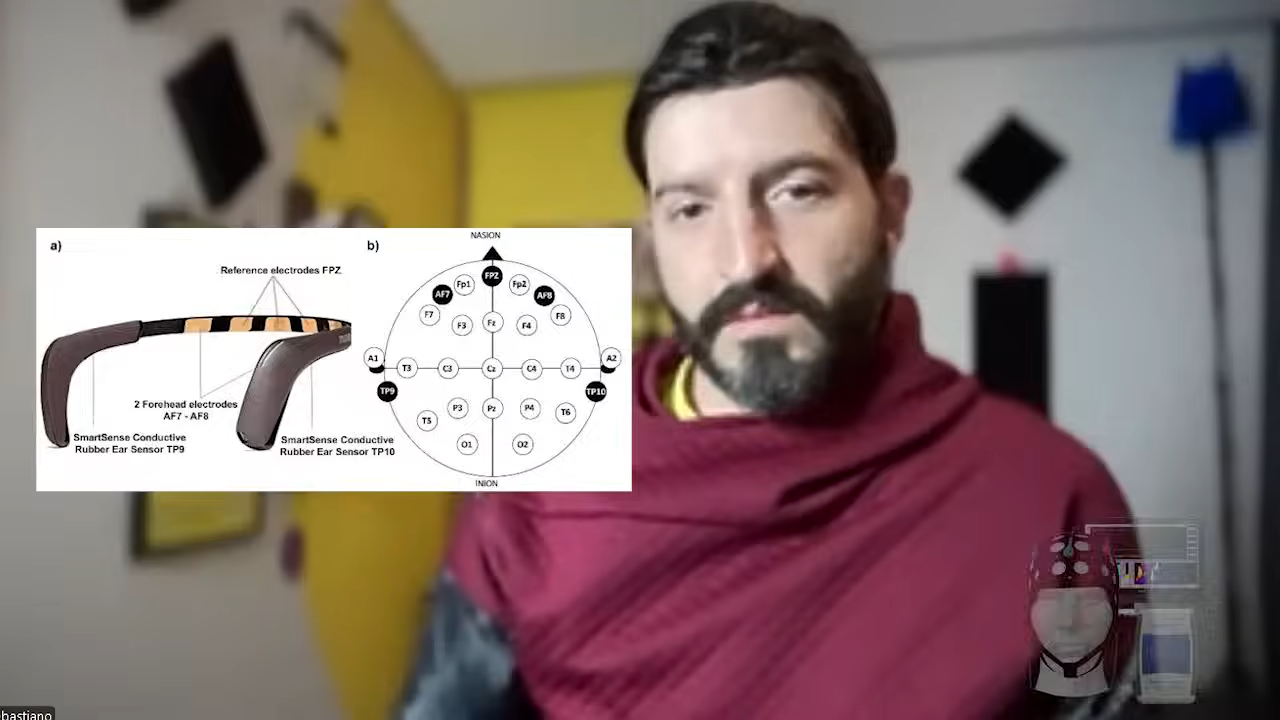 a)
Reference electrodes FPZ
2 Forehead electrodes
AF7 - AF8
SmartSense Conductive
Rubber Ear Sensor TP9
SmartSense Conductive
Rubber Ear Sensor TP10
b)
NASION
Fp1
FPZ
Fp2
AF7
AF8
F7
F3
Fz
F4
F8
A1
A2
T3
C3
Cz
C4
T4
TP9
TP10
T5
P3
Pz
P4
T6
O1
O2
INION
bastiano